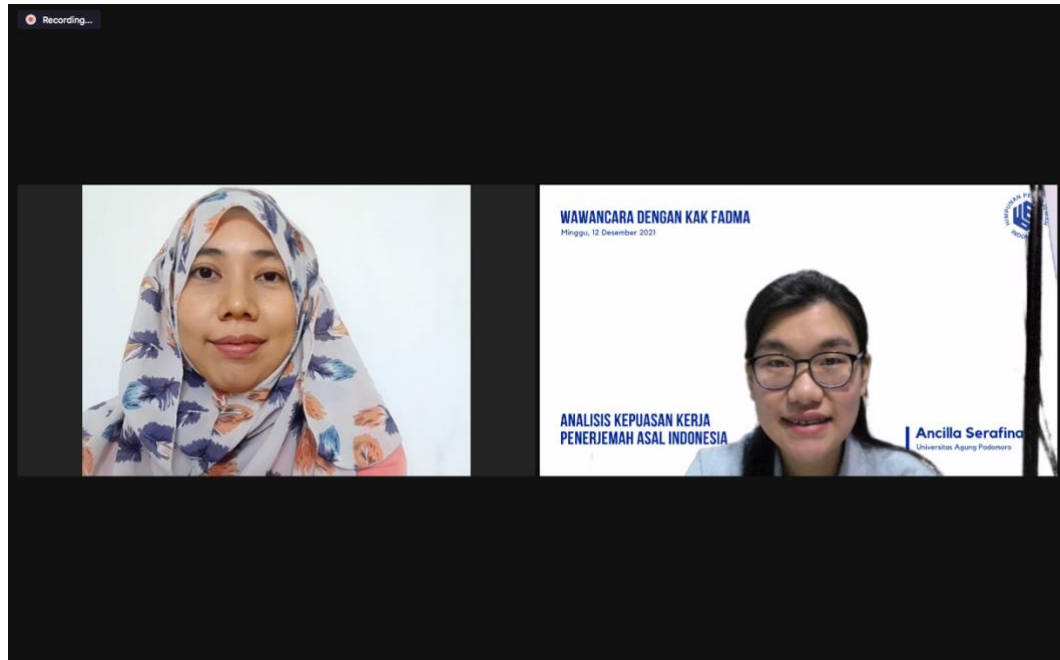 Recording...
WAWANCARA DENGAN KAK FADMA
Minggu, 12 Desember 2021
ANALISIS KEPUASAN KERJA
PENERJEMAH ASAL INDONESIA
Ancilla Serafina
Universitas Agung Podomoro